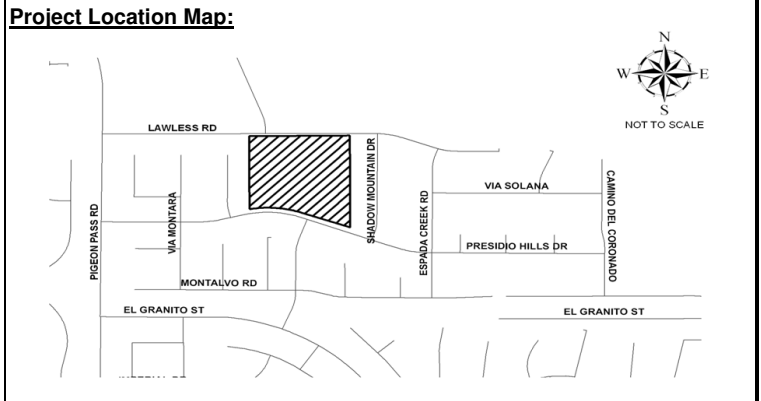 Project Location Map:
N
W E
S
NOT TO SCALE
LAWLESS RD
SHADOW MOUNTAIN DR
VIA SOLANA
CAMINO DEL CORONADO
VIA MONTARA
ESPADA CREEK RD
PIGEON PASS RD
PRESIDIO HILLS DR
MONTALVO RD
EL GRANITO ST
EL GRANITO ST